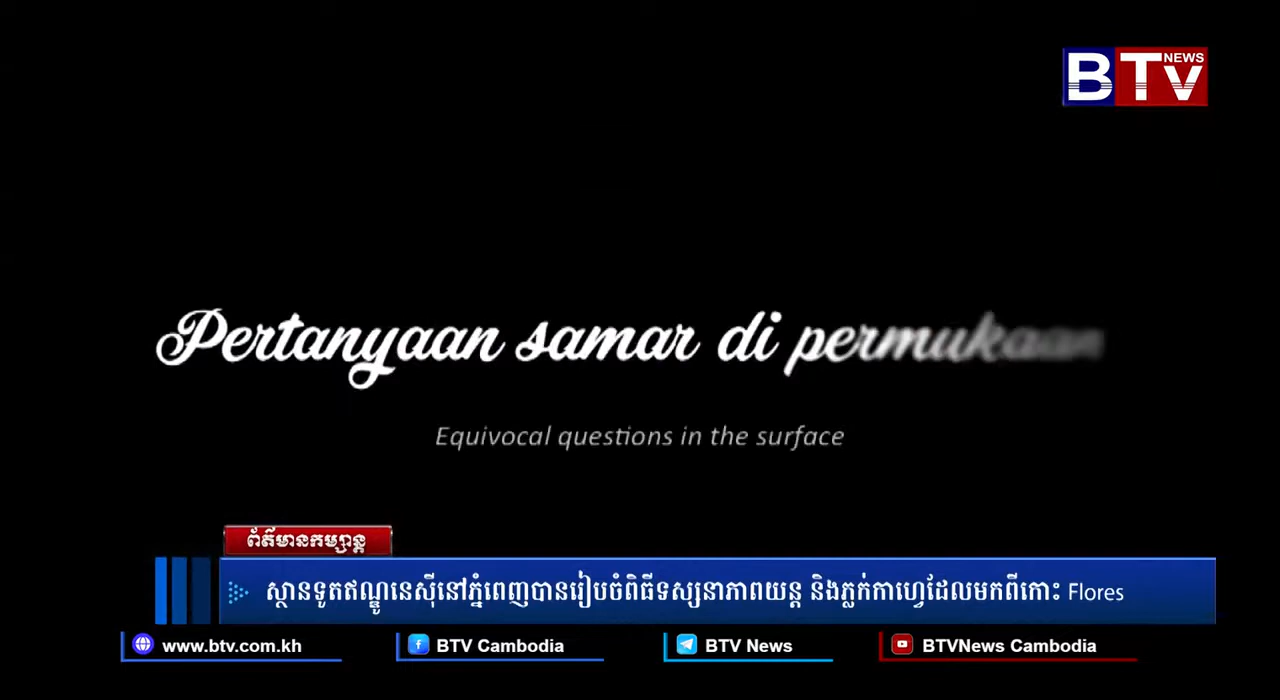 BTV NEWS
Pertanyaan samar di permukaan
Equivocal questions in the surface
ព័ត៌មានកម្សាន្ត
ស្ថានទូតឥណ្ឌូនេស៊ីនៅភ្នំពេញបានរៀបចំពិធីទស្សនាភាពយន្ត និងភ្លក់កាហ្វេដែលមកពីកោះ Flores
www.btv.com.kh
BTV Cambodia
BTV News
BTVNews Cambodia